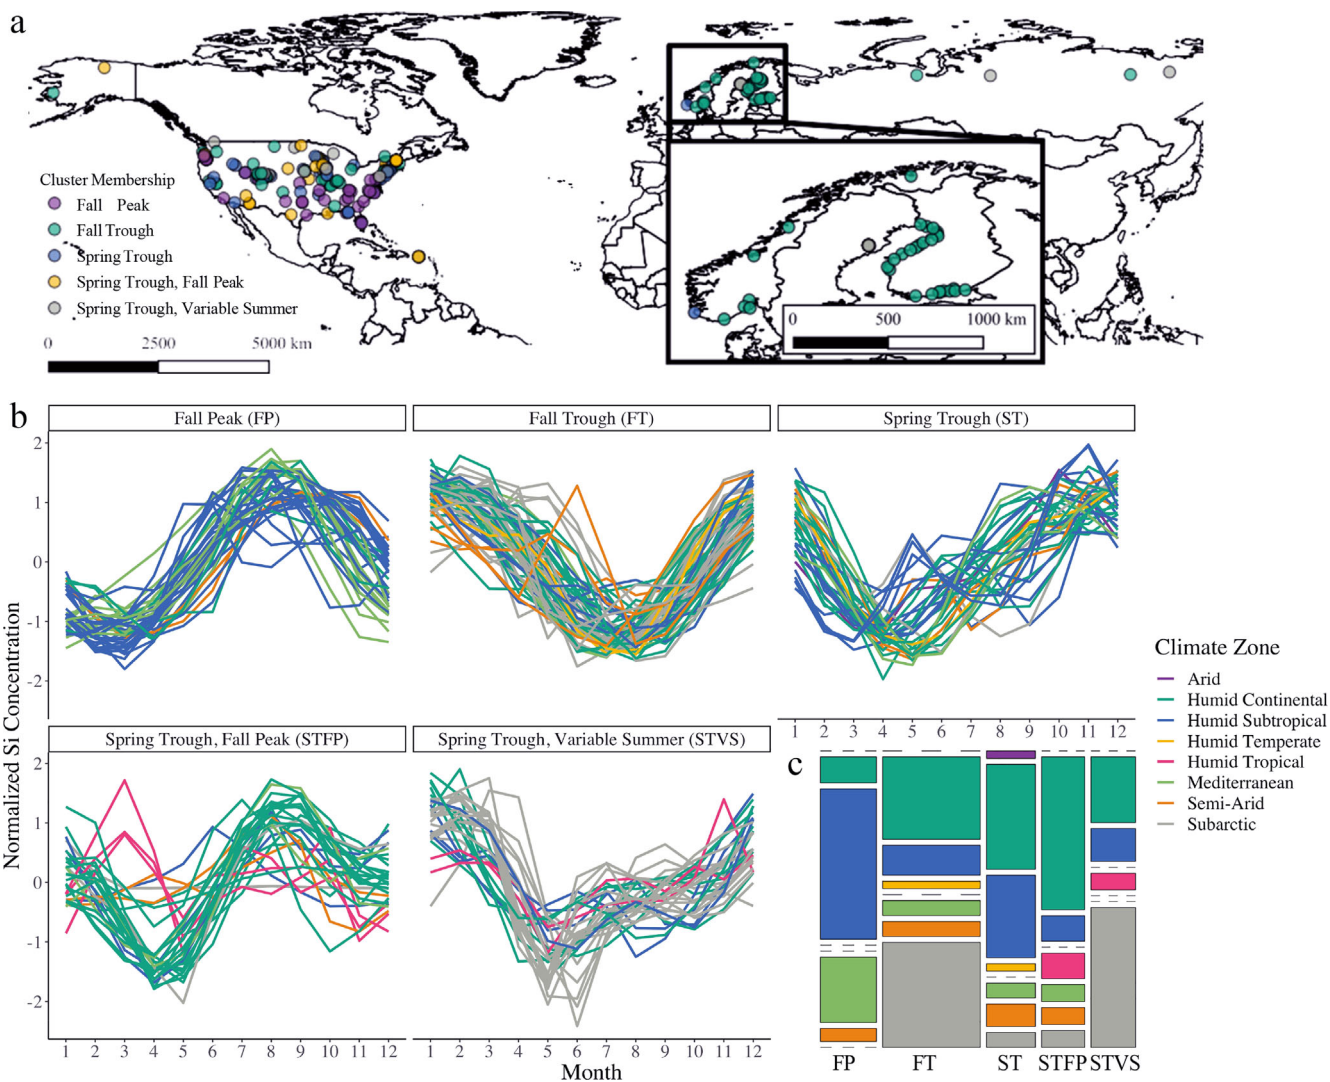 a
Cluster Membership
Fall Peak
Fall Trough
Spring Trough
Spring Trough, Fall Peak
Spring Trough, Variable Summer
0 2500 5000 km
0 500 1000 km
b
Fall Peak (FP)
Fall Trough (FT)
Spring Trough (ST)
2
1
0
-1
-2
Normalized Si Concentration
1 2 3 4 5 6 7 8 9 10 11 12
Spring Trough, Fall Peak (STFP)
Spring Trough, Variable Summer (STVS)
2
1
0
-1
-2
1 2 3 4 5 6 7 8 9 10 11 12
1 2 3 4 5 6 7 8 9 10 11 12
Month
c
FP FT ST STFP STVS
Climate Zone
Arid
Humid Continental
Humid Subtropical
Humid Temperate
Humid Tropical
Mediterranean
Semi-Arid
Subarctic